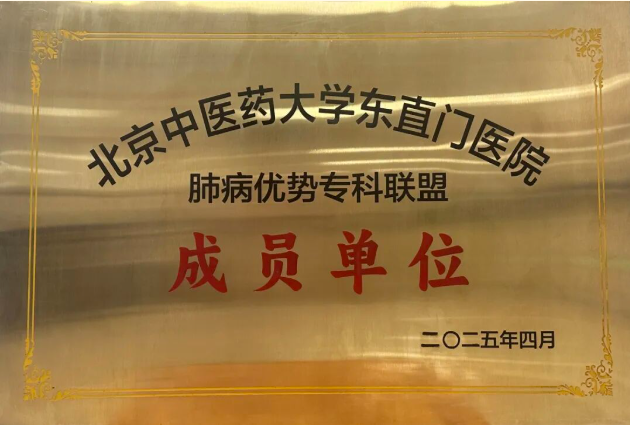 北京中医药大学东直门医院
肺病优势专科联盟
成员单位
二〇二五年四月